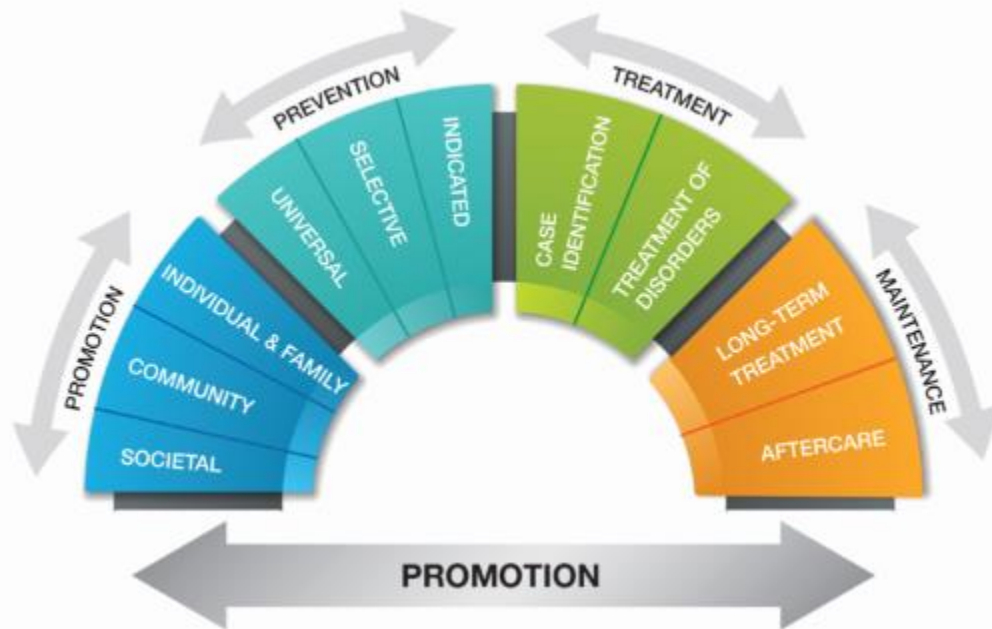 PROMOTION
SOCIETAL
COMMUNITY
INDIVIDUAL & FAMILY
PREVENTION
UNIVERSAL
SELECTIVE
INDICATED
TREATMENT
CASE
IDENTIFICATION
TREATMENT OF
DISORDERS
MAINTENANCE
LONG-TERM
TREATMENT
AFTERCARE
PROMOTION